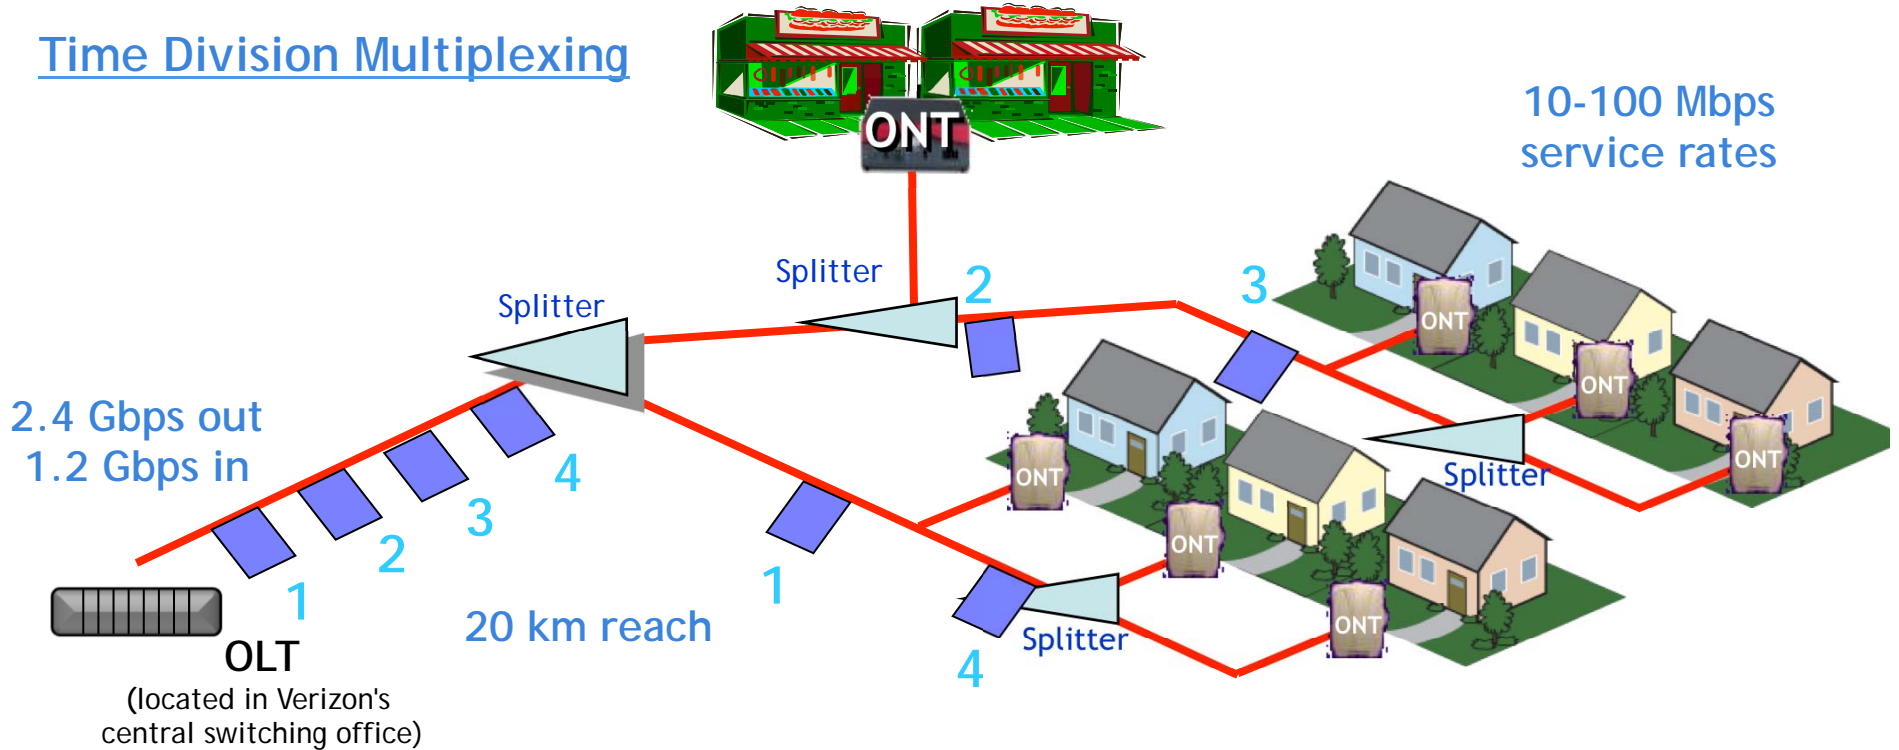 Time Division Multiplexing
ONT
10-100 Mbps
service rates
Splitter
Splitter
2
3
ONT
ONT
ONT
Splitter
2.4 Gbps out
1.2 Gbps in
4
3
2
1
1
ONT
ONT
ONT
Splitter
4
20 km reach
OLT
(located in Verizon's
central switching office)